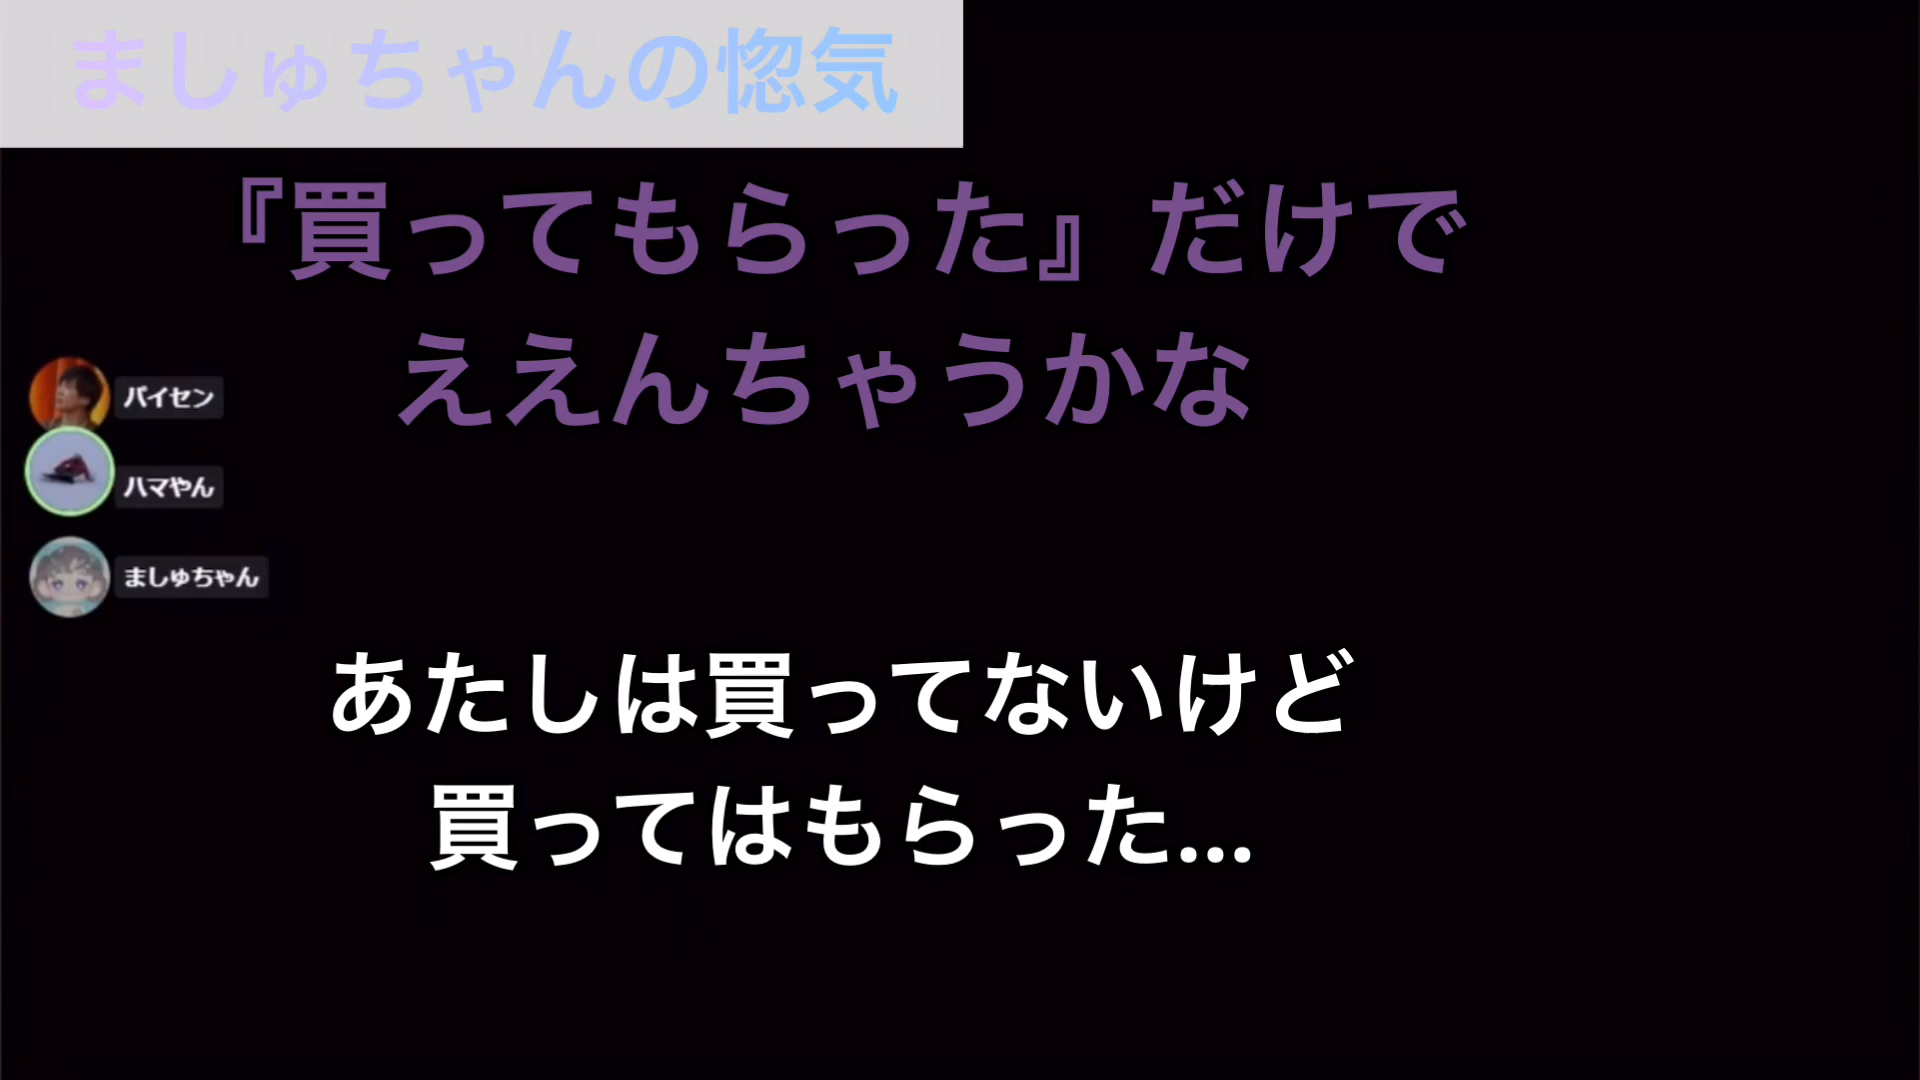 ましゅちゃんの惚気
『買ってもらった』だけで
ええんちゃうかな
パイセン
ハマやん
ましゅちゃん
あたしは買ってないけど
買ってはもらった...